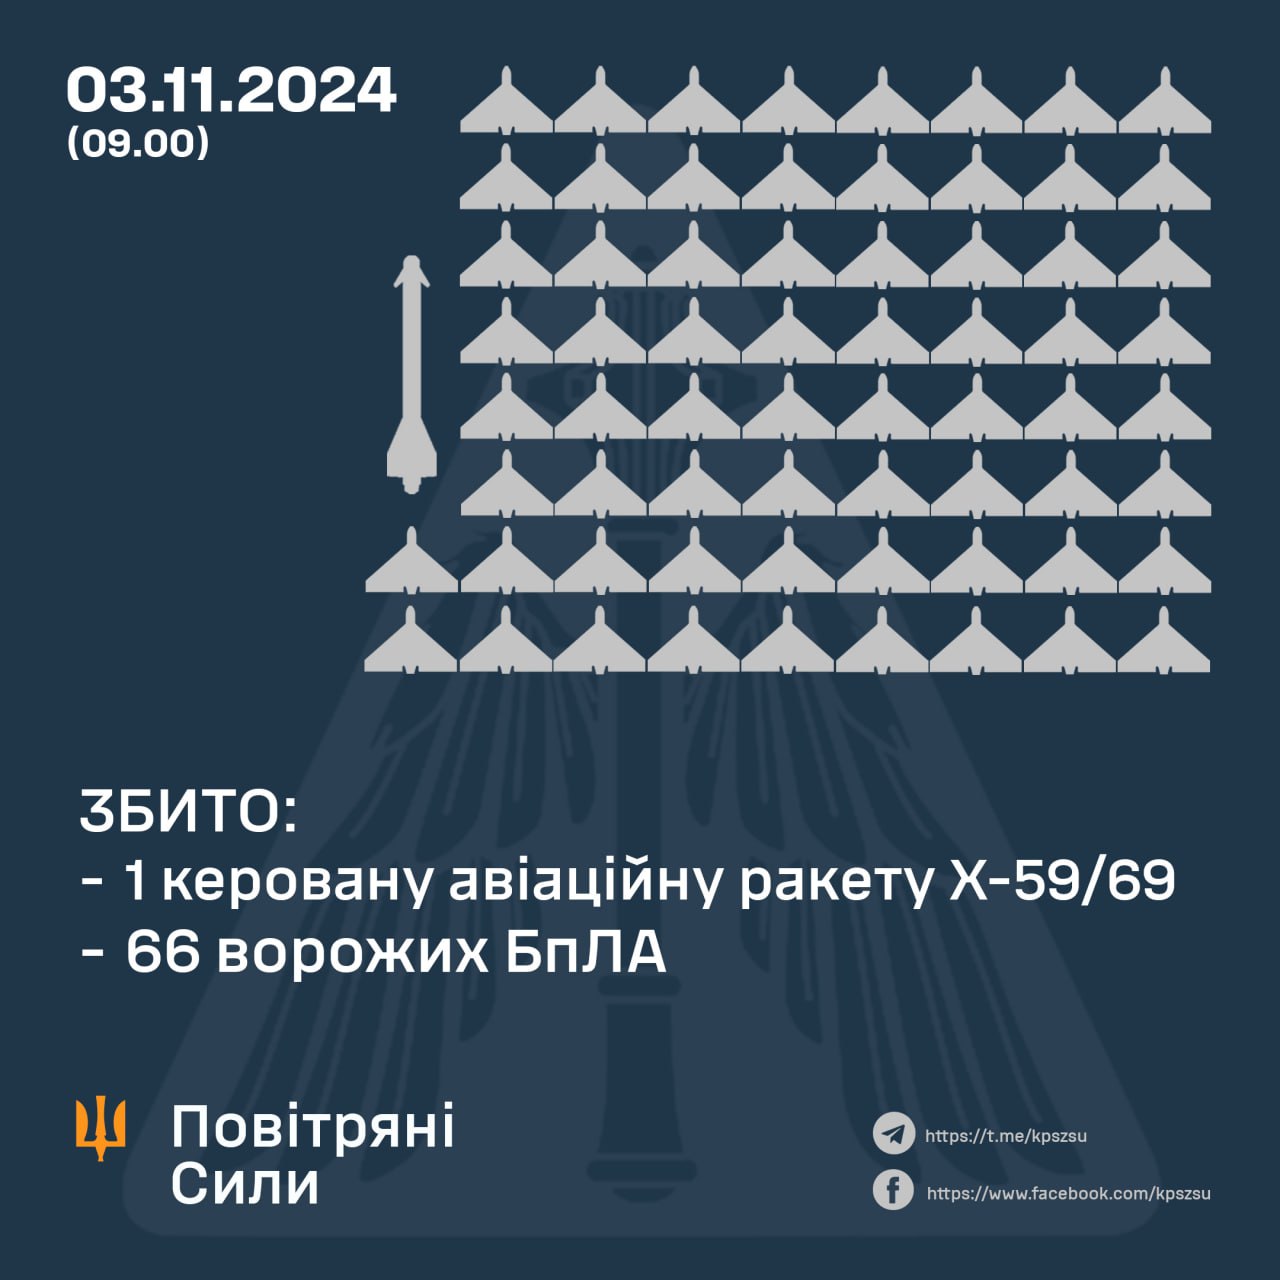 03.11.2024
(09.00)
ЗБИТО:
- 1 керовану авіаційну ракету Х-59/69
- 66 ворожих БпЛА
Повітряні
Сили
https://t.me/kpszsu
https://www.facebook.com/kpszsu